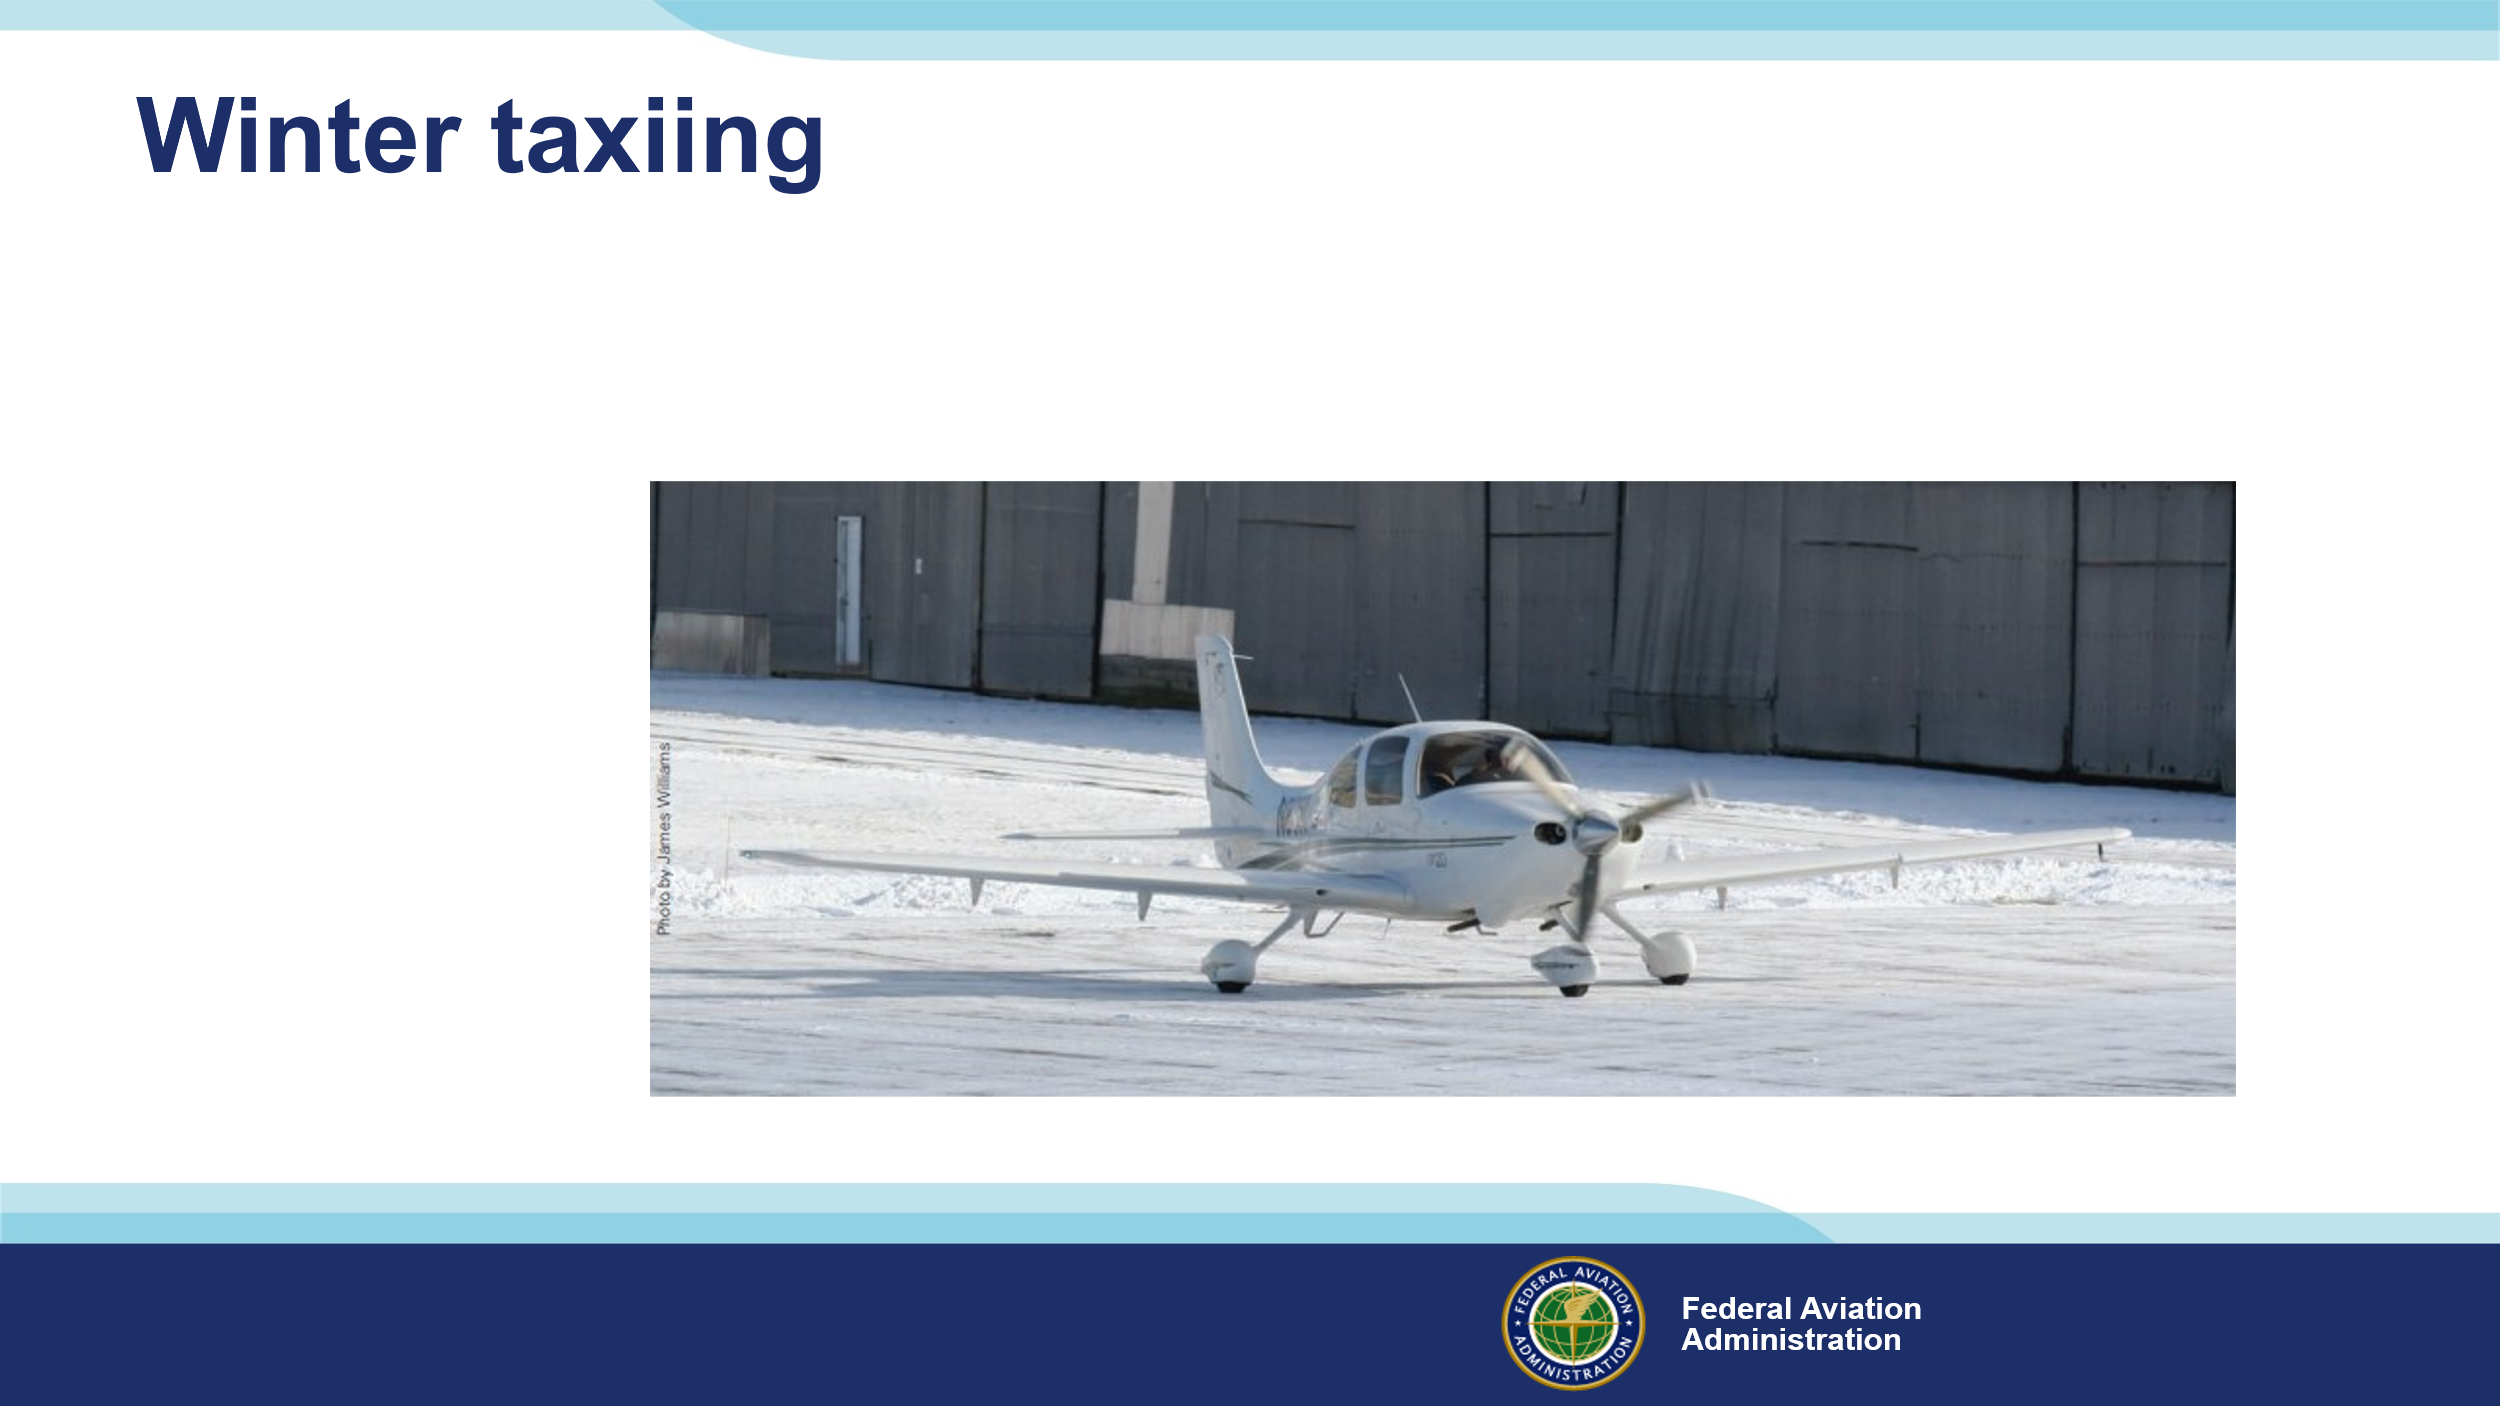 Winter taxiing
Photo by James Williams
FEDERAL AVIATION
ADMINISTRATION
Federal Aviation
Administration